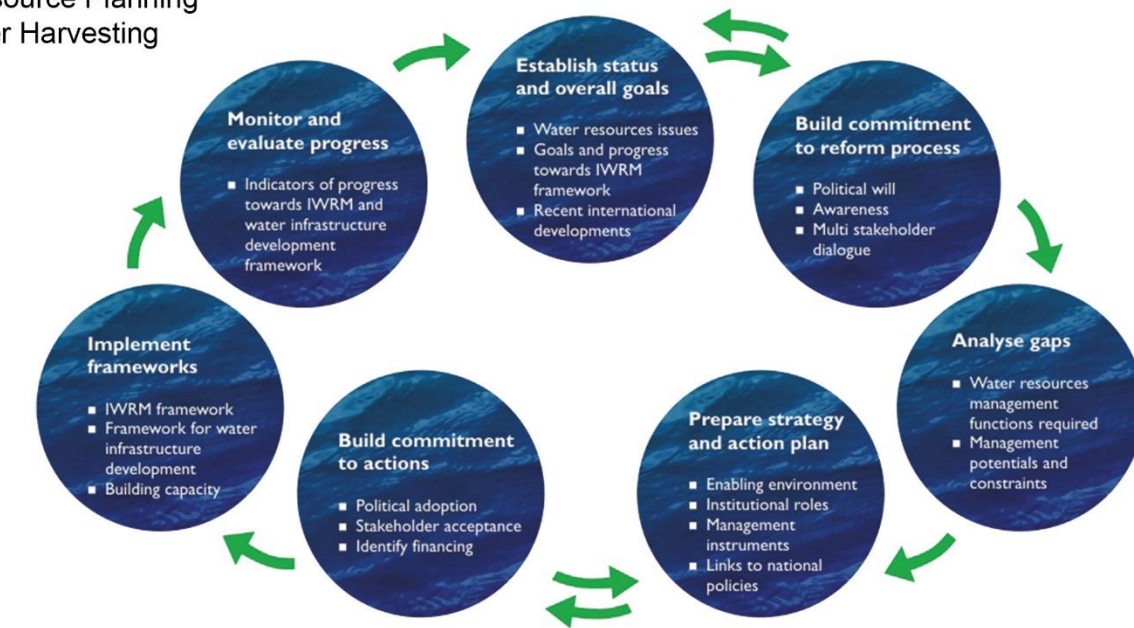 source Planning
er Harvesting
Establish status
and overall goals
▪ Water resources issues
▪ Goals and progress
towards IWRM
framework
▪ Recent international
developments
Build commitment
to reform process
▪ Political will
▪ Awareness
▪ Multi stakeholder
dialogue
Analyse gaps
▪ Water resources
management
functions required
▪ Management
potentials and
constraints
Prepare strategy
and action plan
▪ Enabling environment
▪ Institutional roles
▪ Management
instruments
▪ Links to national
policies
Build commitment
to actions
▪ Political adoption
▪ Stakeholder acceptance
▪ Identify financing
Implement
frameworks
▪ IWRM framework
▪ Framework for water
infrastructure
development
▪ Building capacity
Monitor and
evaluate progress
▪ Indicators of progress
towards IWRM and
water infrastructure
development
framework